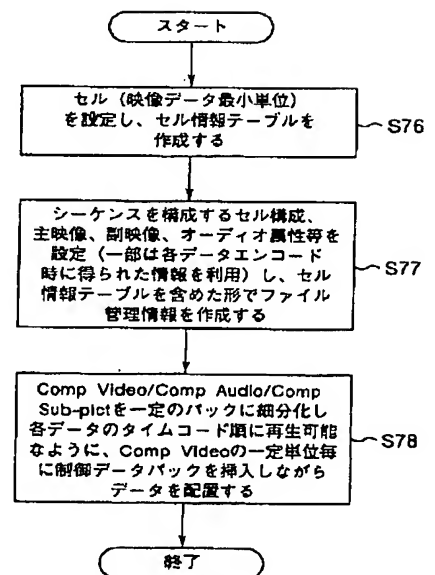 スタート
セル（映像データ最小単位）
を設定し、セル情報テーブルを
作成する
S76
シーケンスを構成するセル構成、
主映像、副映像、オーディオ属性等を
設定（一部は各データエンコード
時に得られた情報を利用）し、セル
情報テーブルを含めた形でファイル
管理情報を作成する
S77
Comp Video/Comp Audio/Comp
Sub-pictを一定のパックに細分化し
各データのタイムコード順に再生可能
なように、Comp Videoの一定単位毎
に制御データパックを挿入しながら
データを配置する
S78
終了